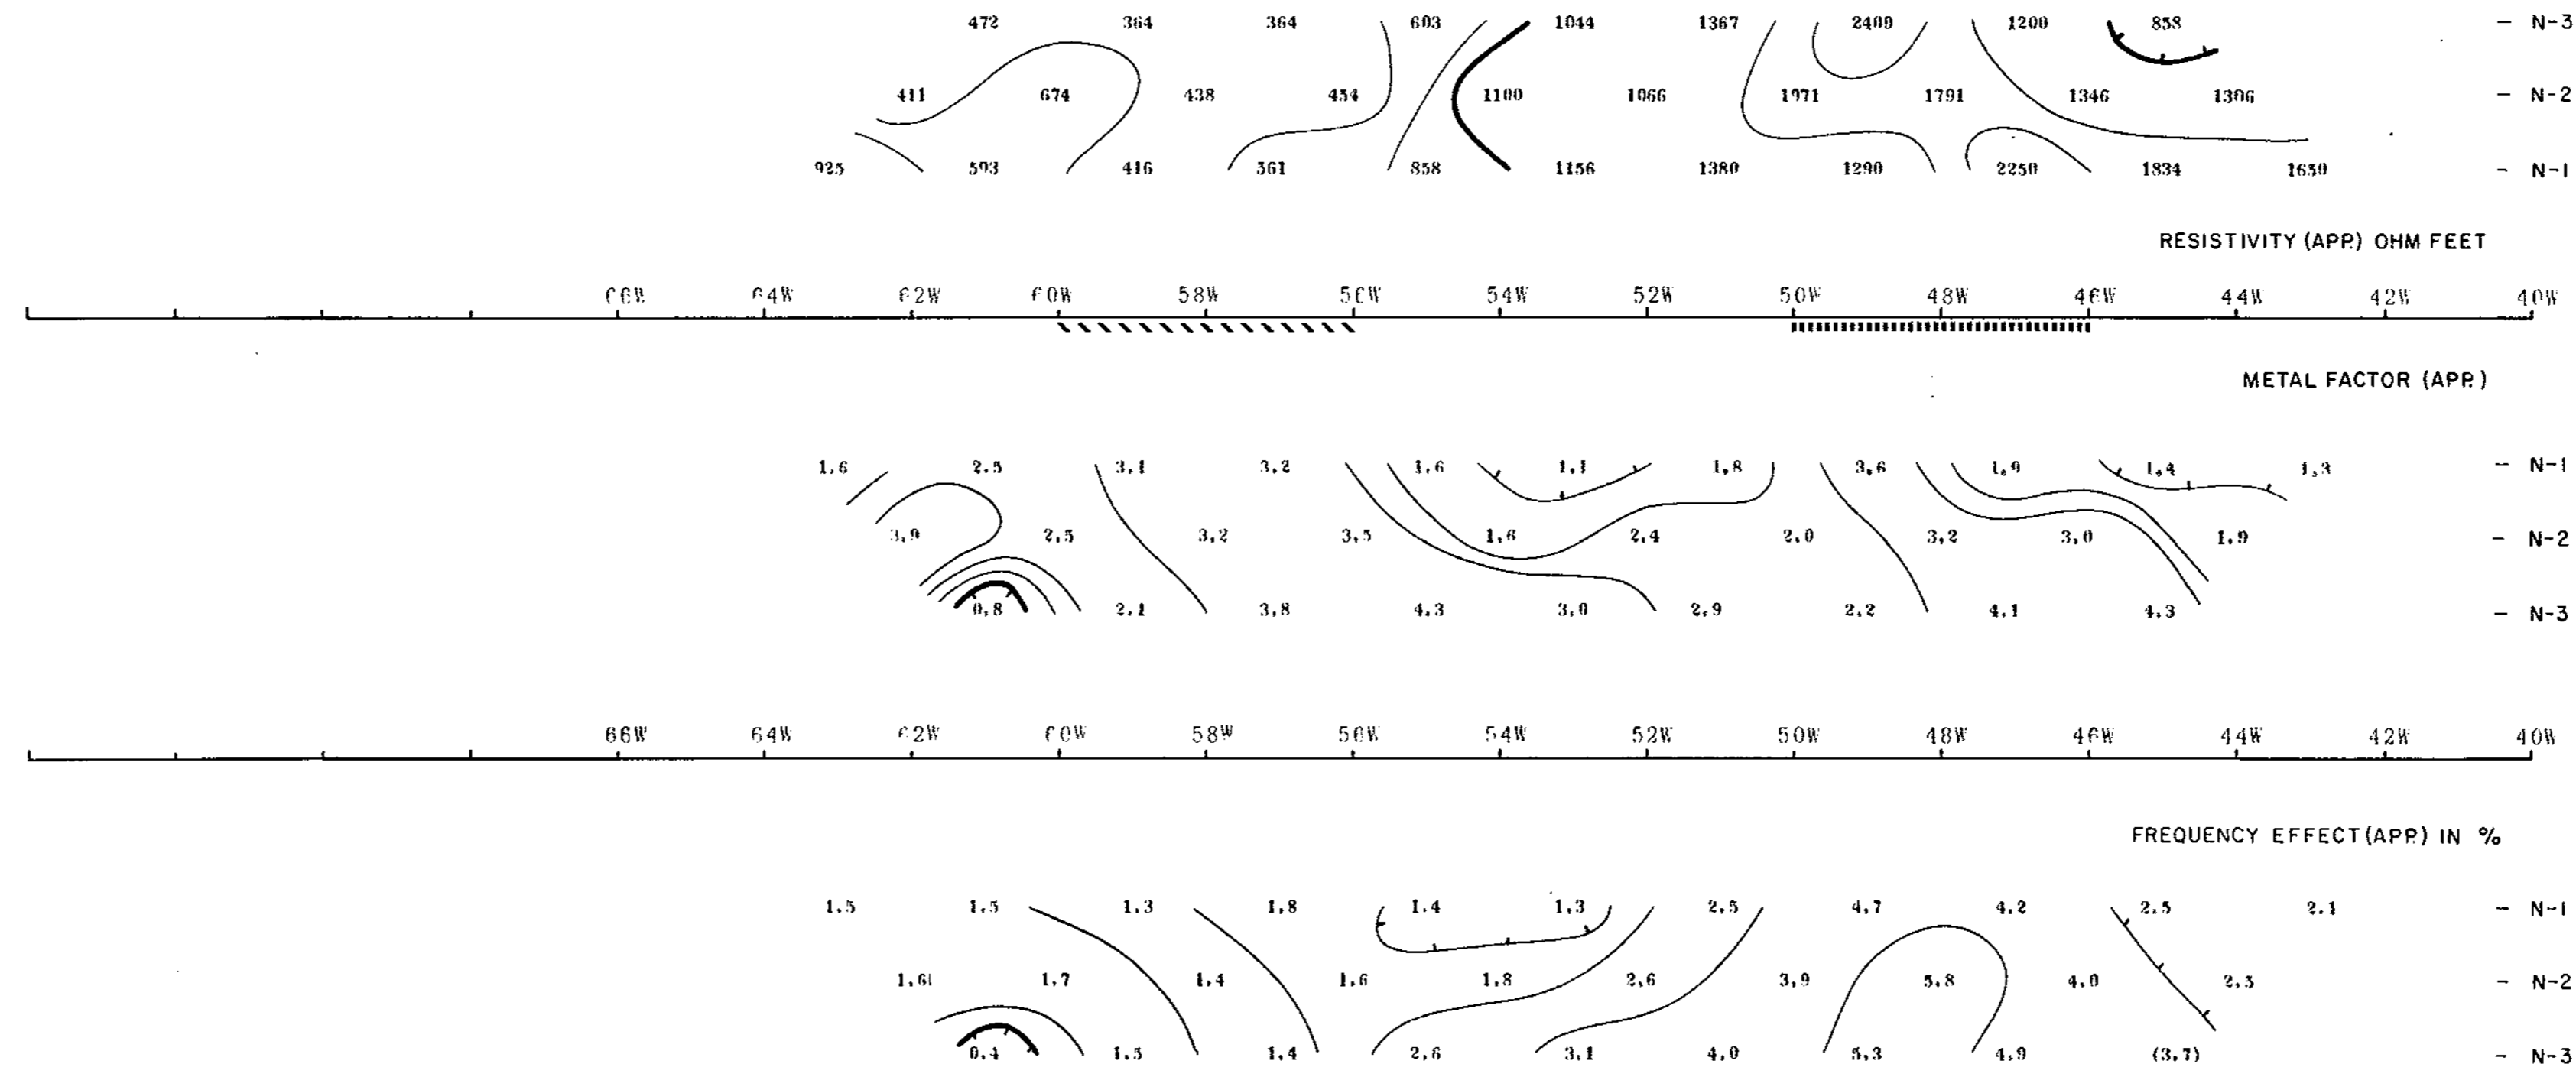 472 364 364 603 1044 1367 2400 1200 858 - N-3
411 674 438 454 1100 1066 1971 1791 1346 1306 - N-2
925 593 416 561 858 1156 1380 1290 2250 1834 1650 - N-1
RESISTIVITY (APP.) OHM FEET
66W 64W 62W 60W 58W 56W 54W 52W 50W 48W 46W 44W 42W 40W
METAL FACTOR (APP.)
1.6 2.5 3.1 3.2 1.6 1.1 1.8 3.6 1.9 1.4 1.3 - N-1
3.9 2.5 3.2 3.5 1.6 2.4 2.0 3.2 3.0 1.9 - N-2
0.8 2.1 3.8 4.3 3.0 2.9 2.2 4.1 4.3 - N-3
66W 64W 62W 60W 58W 56W 54W 52W 50W 48W 46W 44W 42W 40W
FREQUENCY EFFECT (APP.) IN %
1.5 1.5 1.3 1.8 1.4 1.3 2.5 4.7 4.2 2.5 2.1 - N-1
1.6 1.7 1.4 1.6 1.8 2.6 3.9 5.8 4.0 2.5 - N-2
0.4 1.5 1.4 2.6 3.1 4.0 5.3 4.9 (3.7) - N-3